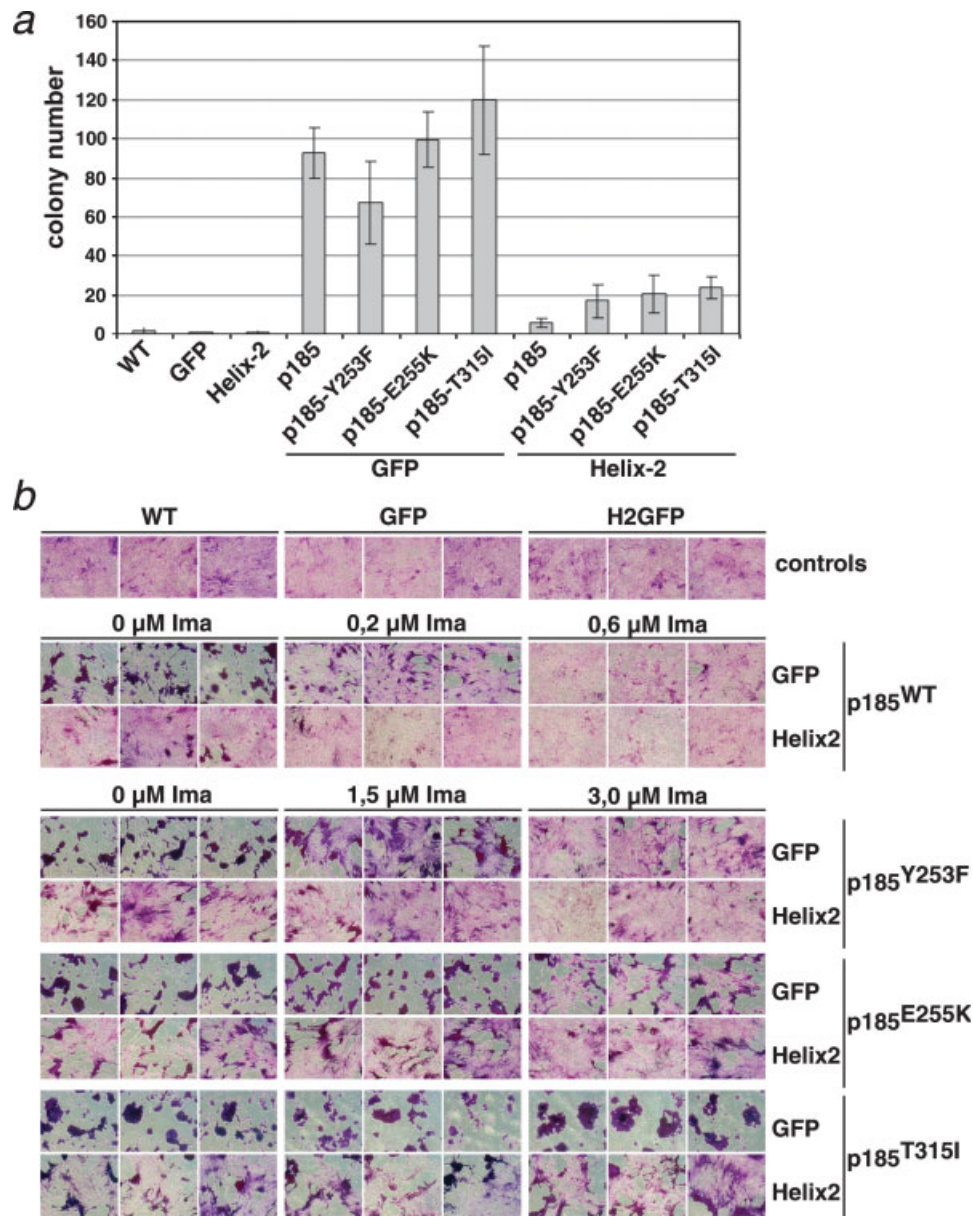 a
160
140
120
100
80
60
40
20
0
colony number
WT
GFP
Helix-2
p185
p185-Y253F
p185-E255K
p185-T315I
p185
p185-Y253F
p185-E255K
p185-T315I
GFP
Helix-2
b
WT GFP H2GFP
controls
0 µM Ima 0,2 µM Ima 0,6 µM Ima
GFP
Helix2
p185WT
0 µM Ima 1,5 µM Ima 3,0 µM Ima
GFP
Helix2
p185Y253F
GFP
Helix2
p185E255K
GFP
Helix2
p185T315I